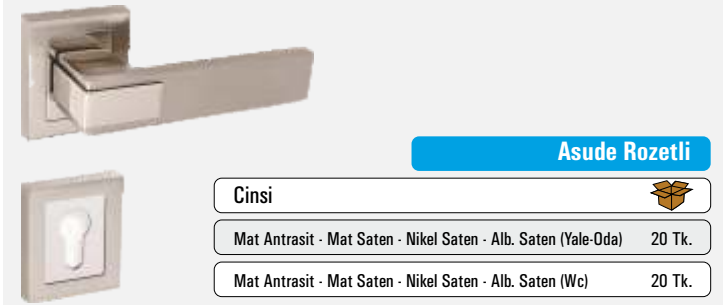 Asude Rozetli
Cinsi
Mat Antrasit - Mat Saten - Nikel Saten - Alb. Saten (Yale-Oda) 20 Tk.
Mat Antrasit - Mat Saten - Nikel Saten - Alb. Saten (Wc) 20 Tk.